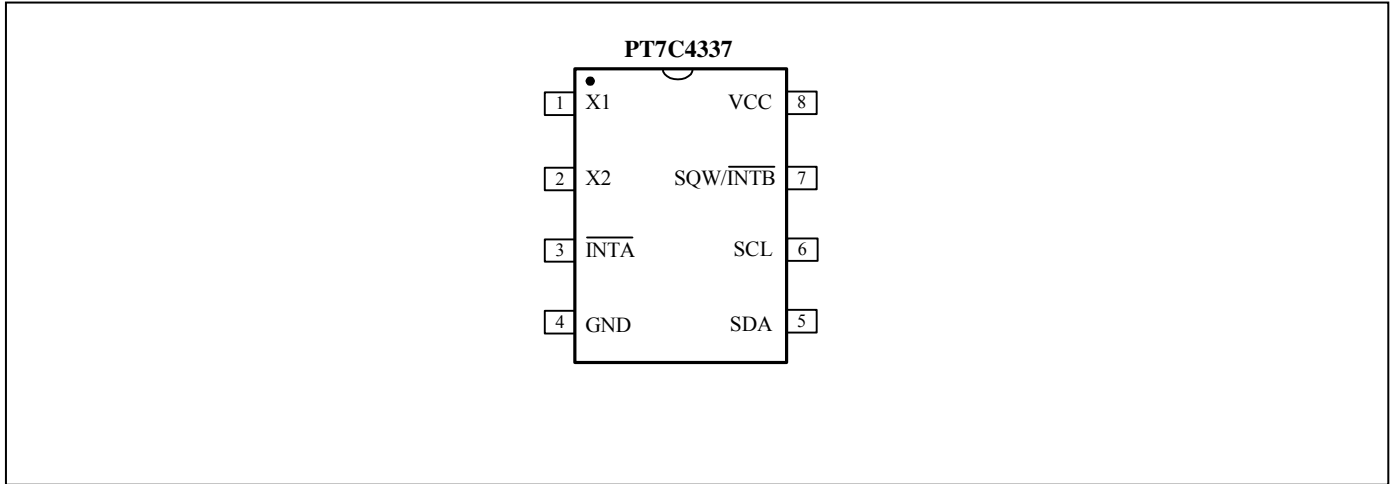 PT7C4337
1 X1 VCC 8
2 X2 SQW/INTB 7
3 INTA SCL 6
4 GND SDA 5